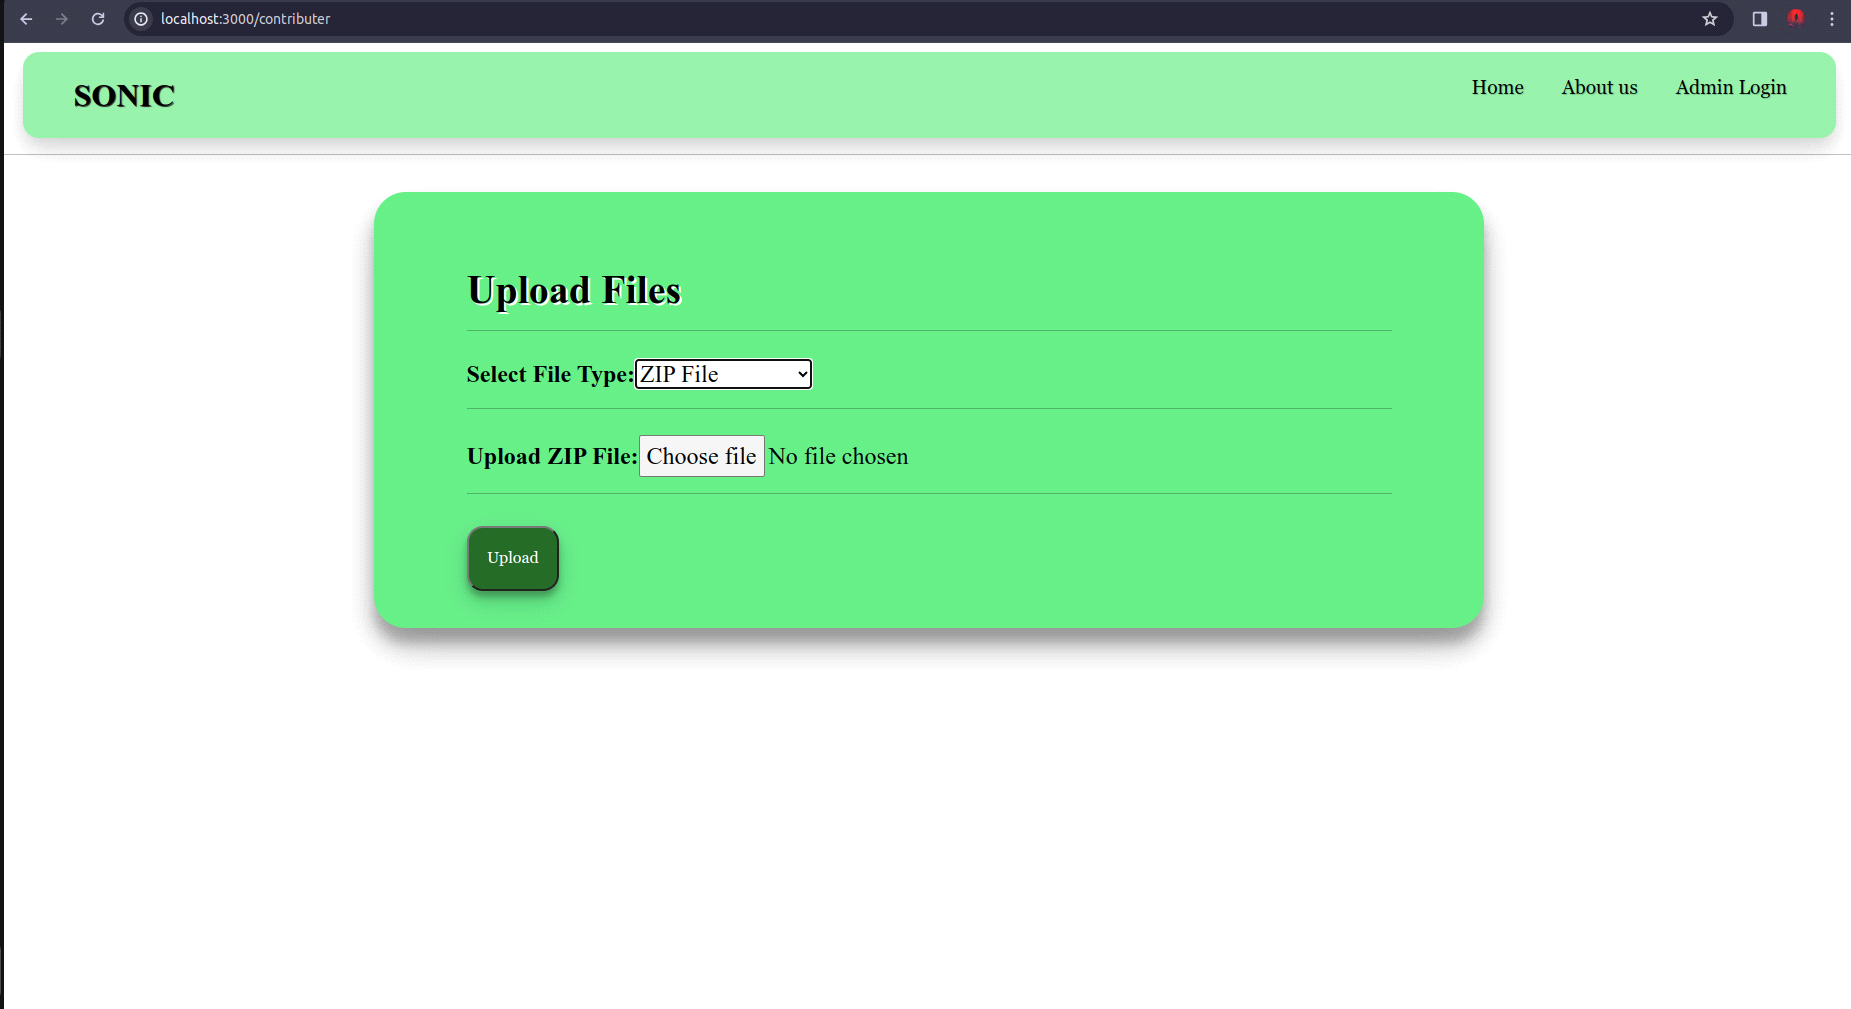 localhost:3000/contributer
SONIC
Home About us Admin Login
Upload Files
Select File Type: ZIP File
Upload ZIP File: Choose file No file chosen
Upload